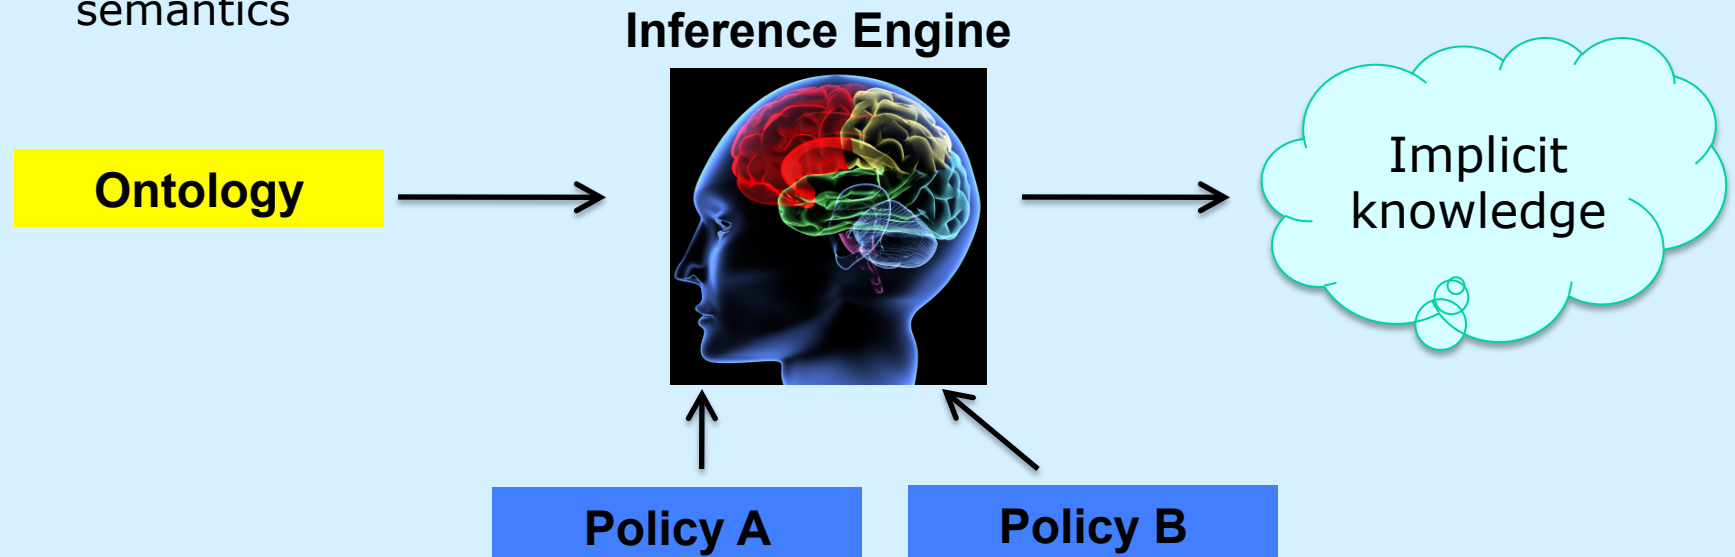 semantics
Inference Engine
Ontology
Implicit
knowledge
Policy A
Policy B